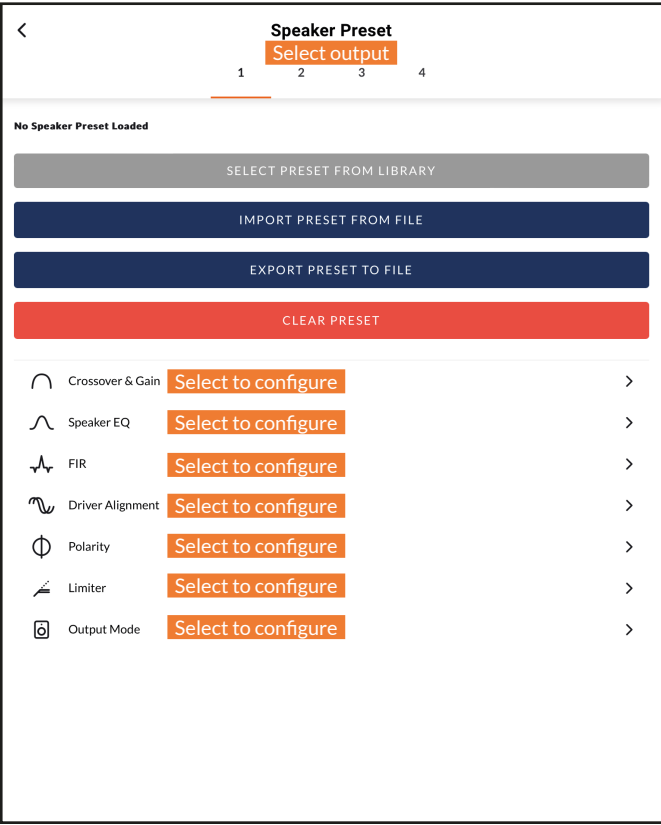 Speaker Preset
Select output
1 2 3 4
No Speaker Preset Loaded
SELECT PRESET FROM LIBRARY
IMPORT PRESET FROM FILE
EXPORT PRESET TO FILE
CLEAR PRESET
Crossover & Gain Select to configure
Speaker EQ Select to configure
FIR Select to configure
Driver Alignment Select to configure
Polarity Select to configure
Limiter Select to configure
Output Mode Select to configure